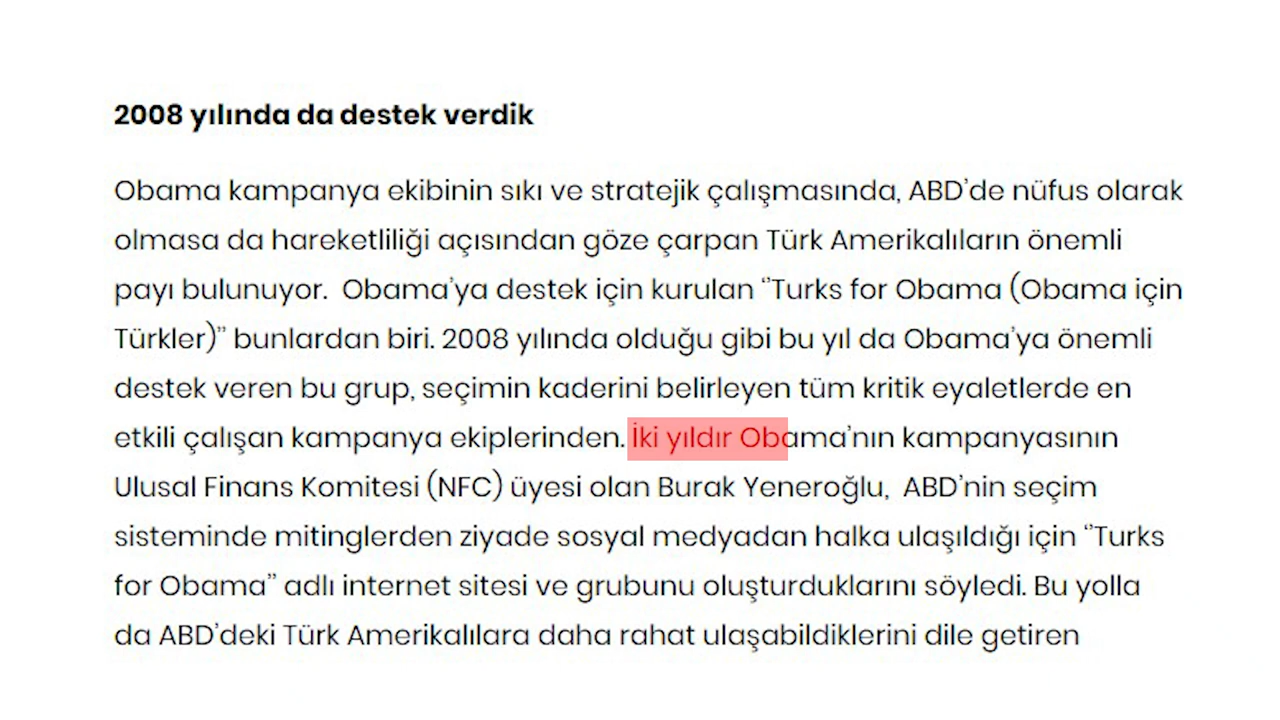 2008 yılında da destek verdik
Obama kampanya ekibinin sıkı ve stratejik çalışmasında, ABD’de nüfus olarak
olmasa da hareketliliği açısından göze çarpan Türk Amerikalıların önemli
payı bulunuyor.  Obama’ya destek için kurulan “Turks for Obama (Obama için
Türkler)” bunlardan biri. 2008 yılında olduğu gibi bu yıl da Obama’ya önemli
destek veren bu grup, seçimin kaderini belirleyen tüm kritik eyaletlerde en
etkili çalışan kampanya ekiplerinden. İki yıldır Obama’nın kampanyasının
Ulusal Finans Komitesi (NFC) üyesi olan Burak Yeneroğlu,  ABD’nin seçim
sisteminde mitinglerden ziyade sosyal medyadan halka ulaşıldığı için “Turks
for Obama” adlı internet sitesi ve grubunu oluşturduklarını söyledi. Bu yolla
da ABD’deki Türk Amerikalılara daha rahat ulaşabildiklerini dile getiren